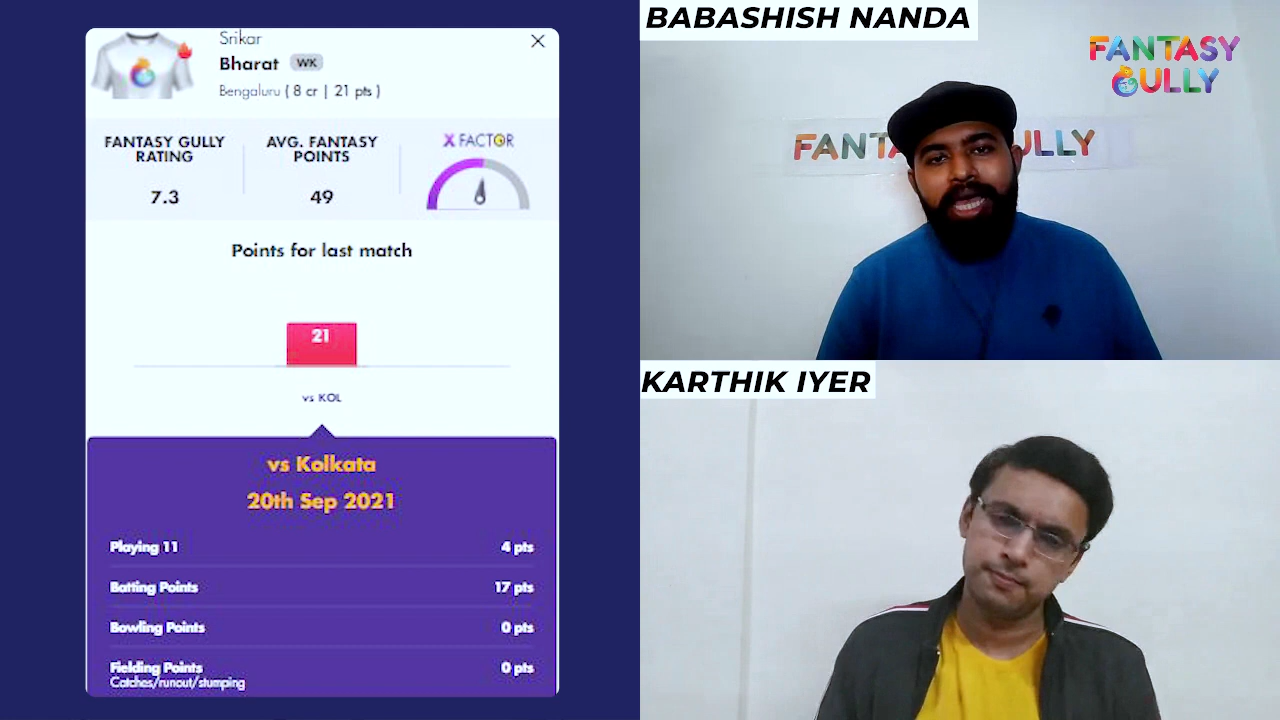 Srikar
Bharat WK
Bengaluru ( 8 cr | 21 pts )
FANTASY GULLY
RATING
7.3
AVG. FANTASY
POINTS
49
X FACTOR
Points for last match
21
vs KOL
vs Kolkata
20th Sep 2021
Playing 11 4 pts
Batting Points 17 pts
Bowling Points 0 pts
Fielding Points 0 pts
Catches/runout/stumping
BABASHISH NANDA
FANTASY
GULLY
FANTA ULLY
KARTHIK IYER